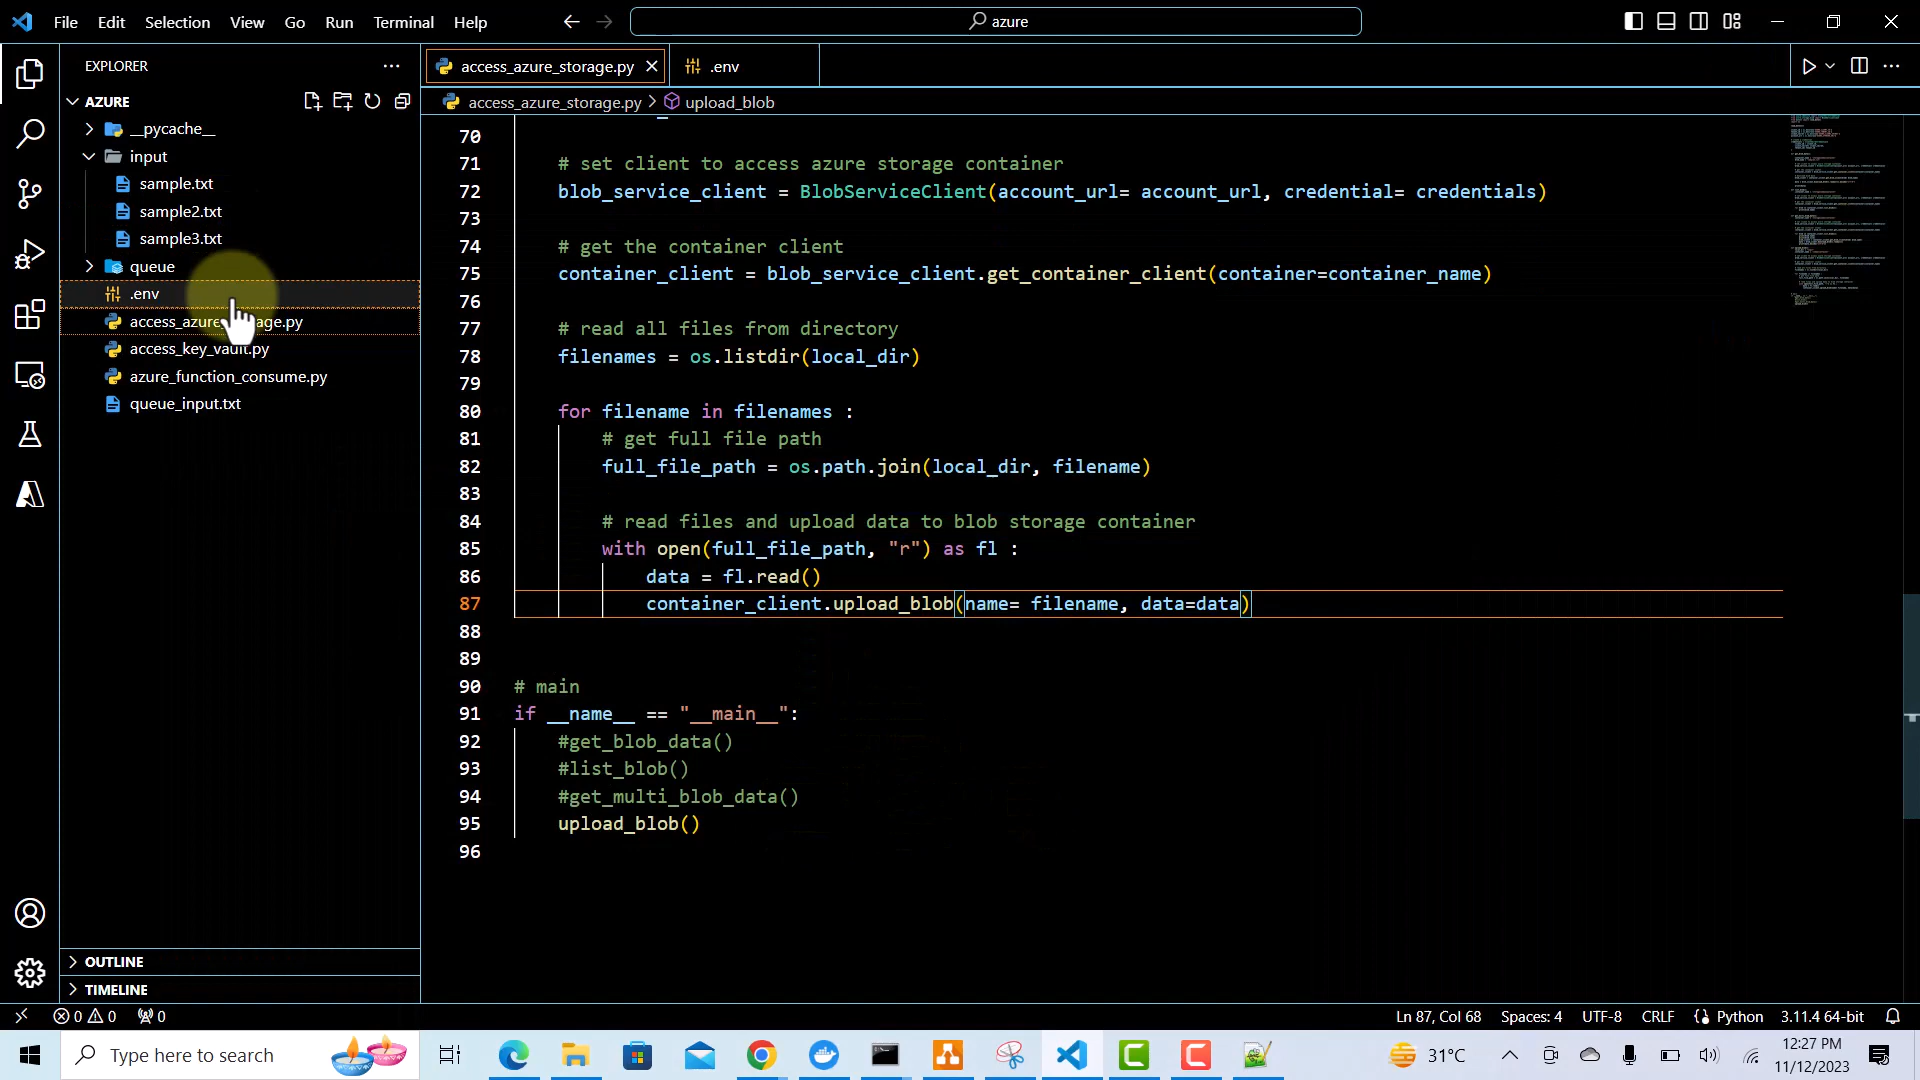 File Edit Selection View Go Run Terminal Help
azure
EXPLORER
AZURE
__pycache__
input
sample.txt
sample2.txt
sample3.txt
queue
.env
access_azure_storage.py
access_key_vault.py
azure_function_consume.py
queue_input.txt
OUTLINE
TIMELINE
access_azure_storage.py
.env
access_azure_storage.py > upload_blob
70
71 # set client to access azure storage container
72 blob_service_client = BlobServiceClient(account_url= account_url, credential= credentials)
73
74 # get the container client
75 container_client = blob_service_client.get_container_client(container=container_name)
76
77 # read all files from directory
78 filenames = os.listdir(local_dir)
79
80 for filename in filenames :
81 # get full file path
82 full_file_path = os.path.join(local_dir, filename)
83
84 # read files and upload data to blob storage container
85 with open(full_file_path, "r") as fl :
86 data = fl.read()
87 container_client.upload_blob(name= filename, data=data)
88
89
90 # main
91 if __name__ == "__main__":
92 #get_blob_data()
93 #list_blob()
94 #get_multi_blob_data()
95 upload_blob()
96
0 0 0
Ln 87, Col 68 Spaces: 4 UTF-8 CRLF Python 3.11.4 64-bit
Type here to search
31°C
12:27 PM
11/12/2023